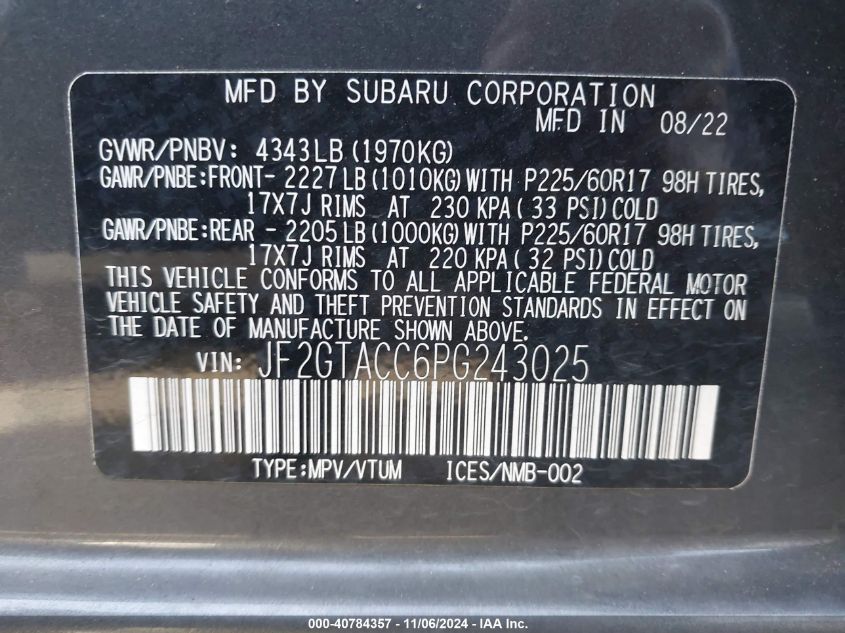 MFD BY SUBARU CORPORATION
MFD IN 08/22
GVWR/PNBV: 4343LB (1970KG)
GAWR/PNBE:FRONT- 2227LB(1010KG)WITH P225/60R17 98H TIRES,
17X7J RIMS AT 230 KPA( 33 PSI)COLD
GAWR/PNBE:REAR - 2205LB(1000KG)WITH P225/60R17 98H TIRES,
17X7J RIMS AT 220 KPA( 32 PSI)COLD
THIS VEHICLE CONFORMS TO ALL APPLICABLE FEDERAL MOTOR
VEHICLE SAFETY AND THEFT PREVENTION STANDARDS IN EFFECT ON
THE DATE OF MANUFACTURE SHOWN ABOVE.
VIN: JF2GTACC6PG243025
TYPE:MPV/VTUM ICES/NMB-002
000-40784357 - 11/06/2024 - IAA Inc.